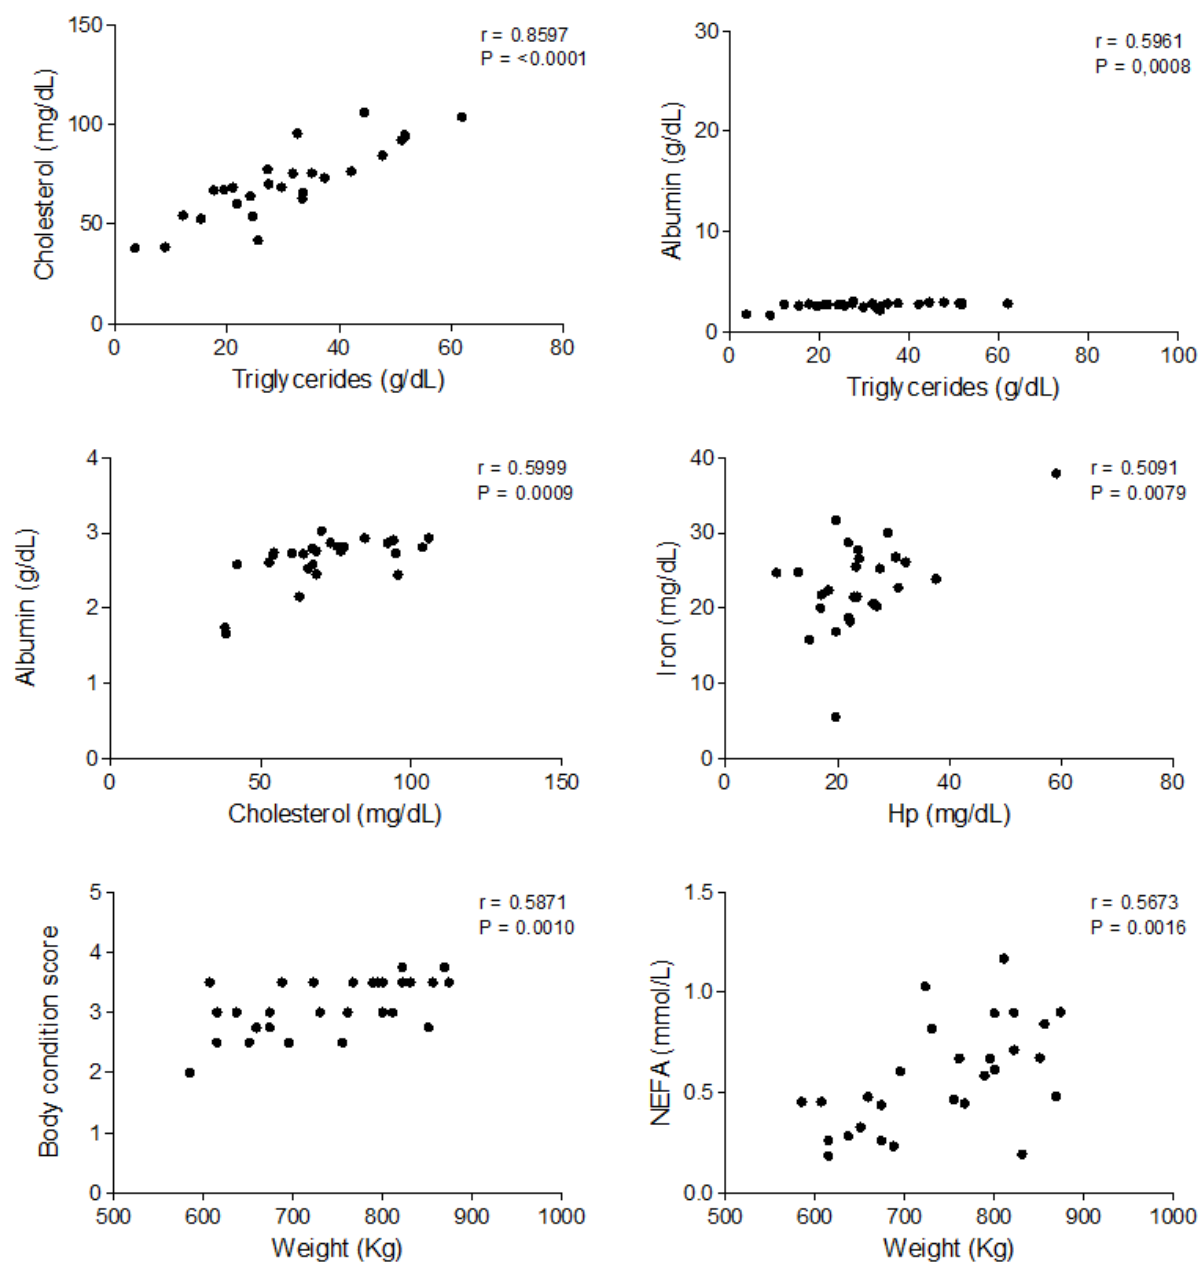 150
100
50
0
Cholesterol (mg/dL)
r = 0.8597
P = <0.0001
0 20 40 60 80
Triglycerides (g/dL)
30
20
10
0
Albumin (g/dL)
r = 0.5961
P = 0,0008
0 20 40 60 80 100
Triglycerides (g/dL)
4
3
2
1
0
Albumin (g/dL)
r = 0.5999
P = 0.0009
0 50 100 150
Cholesterol (mg/dL)
40
30
20
10
0
Iron (mg/dL)
r = 0.5091
P = 0.0079
0 20 40 60 80
Hp (mg/dL)
5
4
3
2
1
0
Body condition score
r = 0.5871
P = 0.0010
500 600 700 800 900 1000
Weight (Kg)
1.5
1.0
0.5
0.0
NEFA (mmol/L)
r = 0.5673
P = 0.0016
500 600 700 800 900 1000
Weight (Kg)